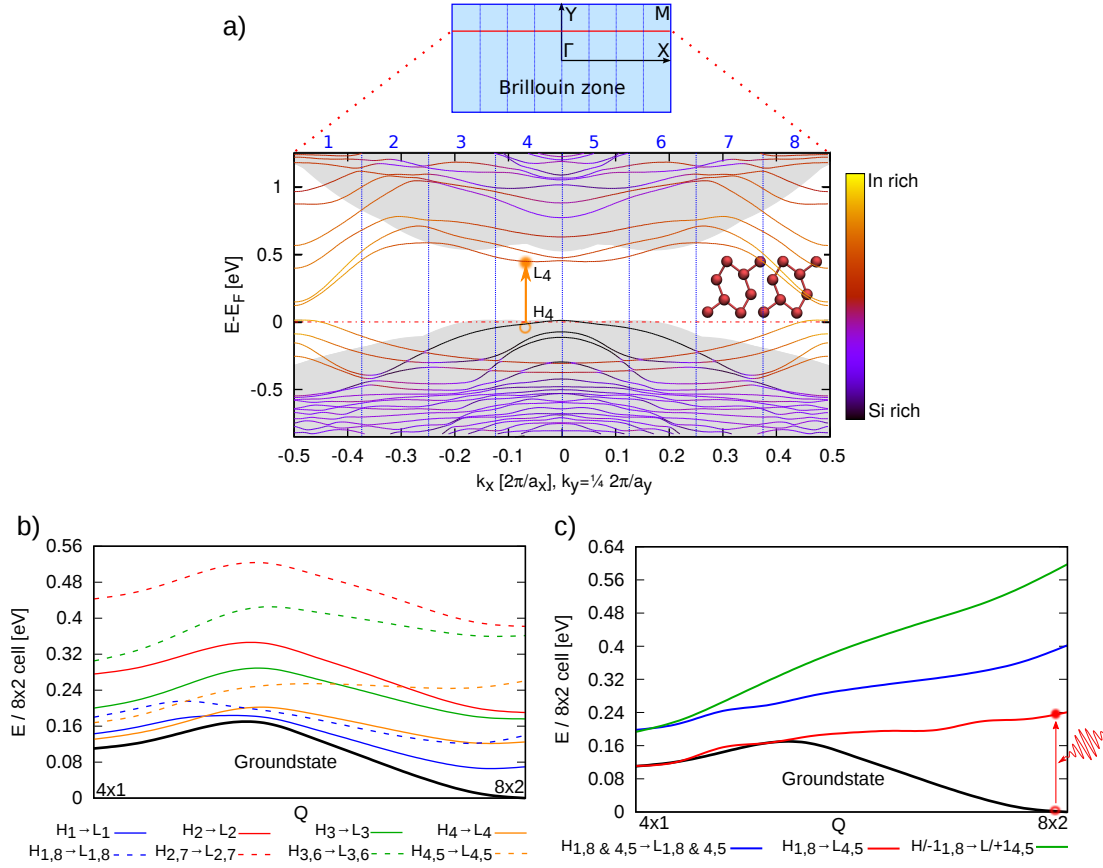 a)
Y M
Γ X
Brillouin zone
1 2 3 4 5 6 7 8
1
0.5
0
-0.5
E-E_F [eV]
L4
H4
In rich
Si rich
-0.5 -0.4 -0.3 -0.2 -0.1 0 0.1 0.2 0.3 0.4 0.5
k_x [2π/a_x], k_y=¼ 2π/a_y
b)
0.56
0.48
0.4
0.32
0.24
0.16
0.08
0
E / 8x2 cell [eV]
Groundstate
4x1 8x2
Q
H1→L1 H2→L2 H3→L3 H4→L4
H1,8→L1,8 H2,7→L2,7 H3,6→L3,6 H4,5→L4,5
c)
0.64
0.56
0.48
0.4
0.32
0.24
0.16
0.08
0
E / 8x2 cell [eV]
Groundstate
4x1 Q 8x2
H1,8 & 4,5→L1,8 & 4,5 H1,8→L4,5 H/-11,8→L/+14,5